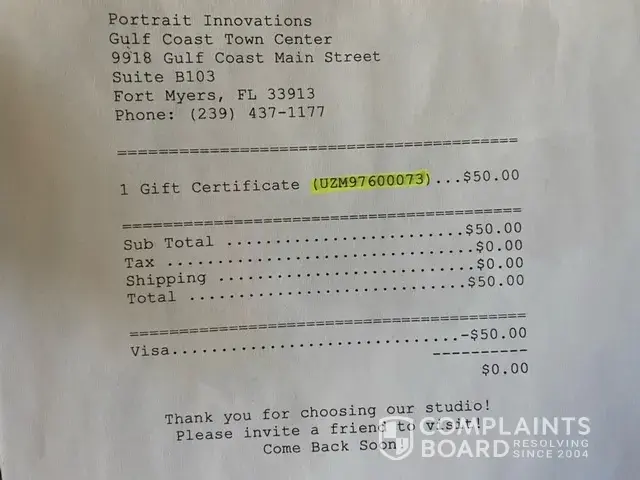 Portrait Innovations
Gulf Coast Town Center
9918 Gulf Coast Main Street
Suite B103
Fort Myers, FL 33913
Phone: (239) 437-1177
==============================================
1 Gift Certificate (UZM97600073)...$50.00
==============================================
Sub Total ........................$50.00
Tax ...............................$0.00
Shipping ..........................$0.00
Total ............................$50.00
==============================================
Visa.............................-$50.00
----------
$0.00
Thank you for choosing our studio!
Please invite a friend to visit!
Come Back Soon!
COMPLAINTS
BOARD RESOLVING
SINCE 2004